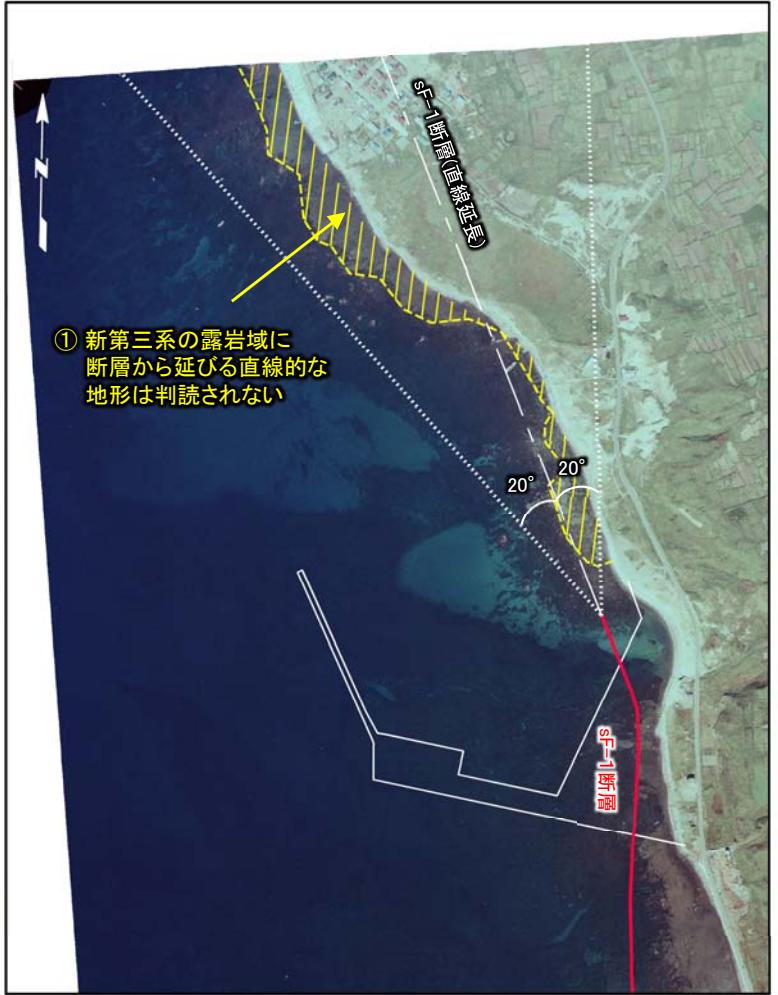 N
sF-1断層(直線延長)
① 新第三系の露岩域に
断層から延びる直線的な
地形は判読されない
20°
20°
sF-1断層